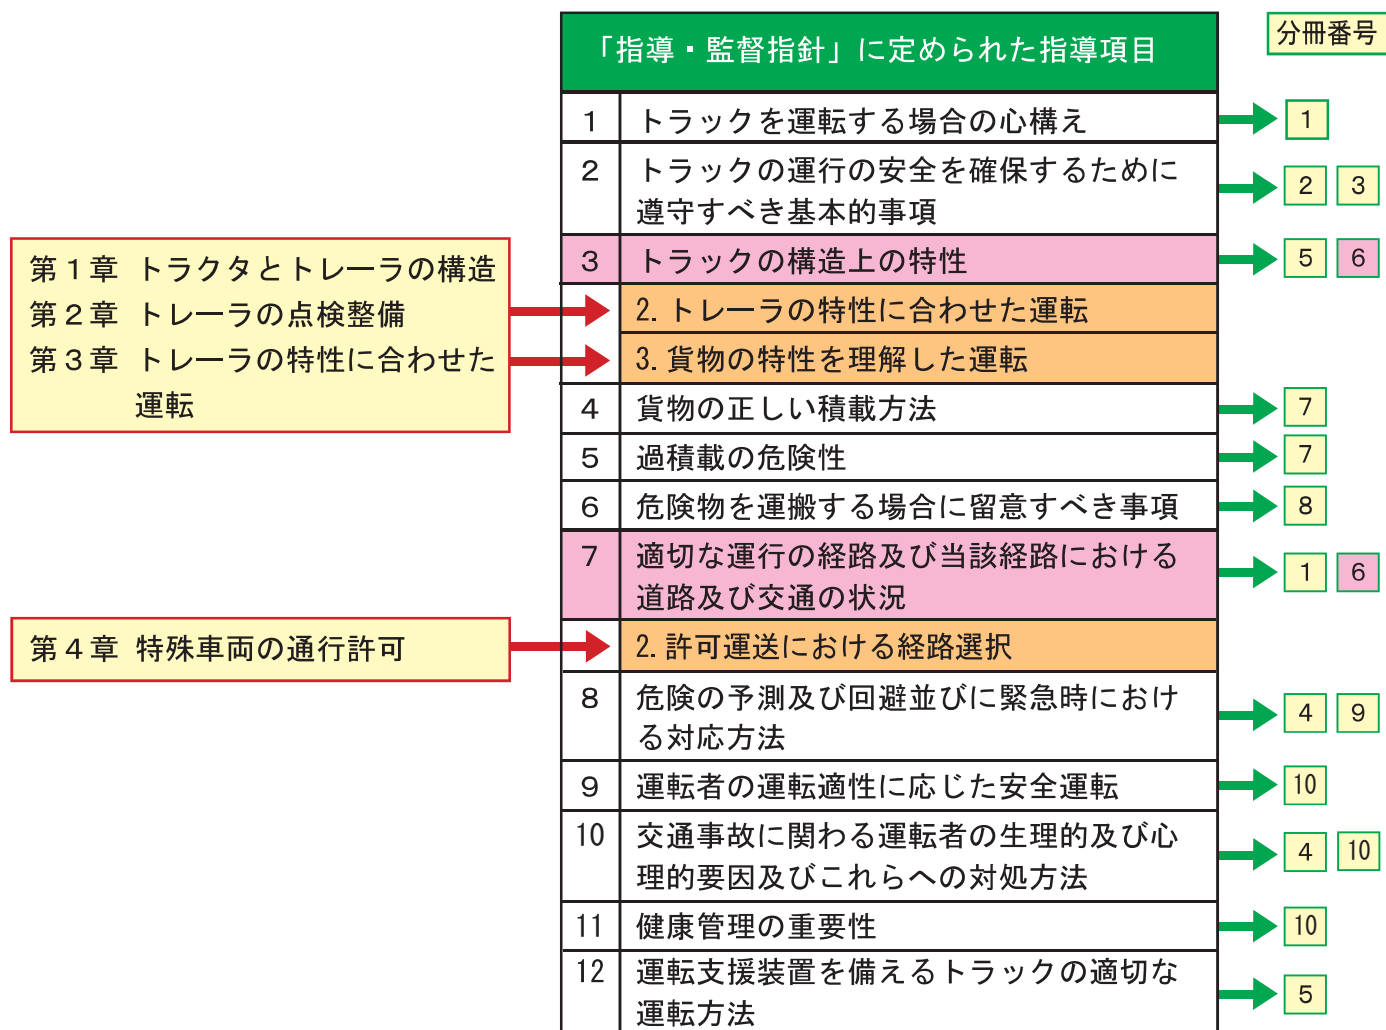 「指導・監督指針」に定められた指導項目
分冊番号
1 トラックを運転する場合の心構え
1
2 トラックの運行の安全を確保するために
遵守すべき基本的事項
2 3
第1章 トラクタとトレーラの構造
第2章 トレーラの点検整備
第3章 トレーラの特性に合わせた
運転
3 トラックの構造上の特性
5 6
2. トレーラの特性に合わせた運転
3. 貨物の特性を理解した運転
4 貨物の正しい積載方法
7
5 過積載の危険性
7
6 危険物を運搬する場合に留意すべき事項
8
7 適切な運行の経路及び当該経路における
道路及び交通の状況
1 6
第4章 特殊車両の通行許可
2. 許可運送における経路選択
8 危険の予測及び回避並びに緊急時におけ
る対応方法
4 9
9 運転者の運転適性に応じた安全運転
10
10 交通事故に関わる運転者の生理的及び心
理的要因及びこれらへの対処方法
4 10
11 健康管理の重要性
10
12 運転支援装置を備えるトラックの適切な
運転方法
5